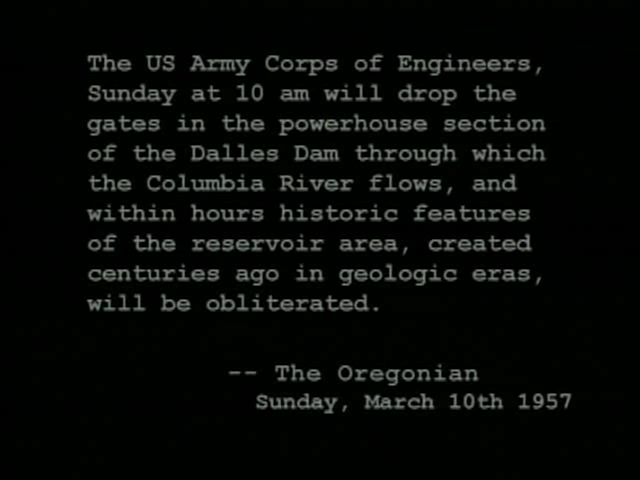 The US Army Corps of Engineers,
Sunday at 10 am will drop the
gates in the powerhouse section
of the Dalles Dam through which
the Columbia River flows, and
within hours historic features
of the reservoir area, created
centuries ago in geologic eras,
will be obliterated.
-- The Oregonian
Sunday, March 10th 1957